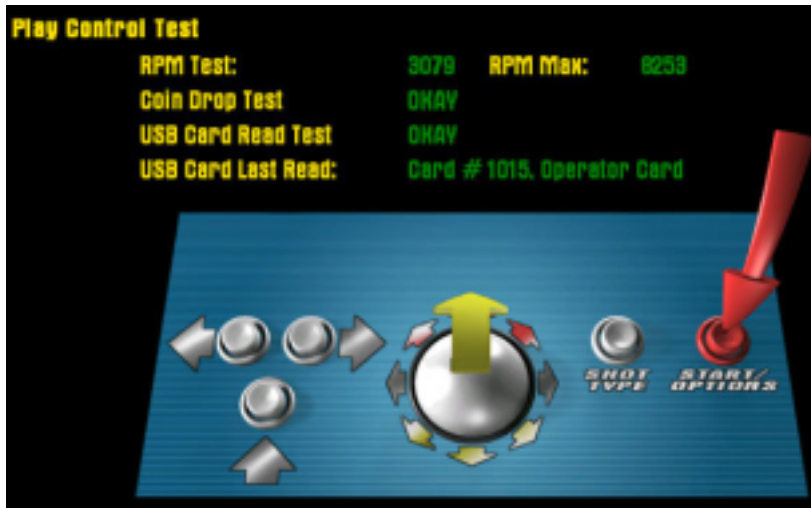 Play Control Test
RPM Test: 3079 RPM Max: 8253
Coin Drop Test OKAY
USB Card Read Test OKAY
USB Card Last Read: Card # 1015, Operator Card
SHOT TYPE
START/OPTIONS